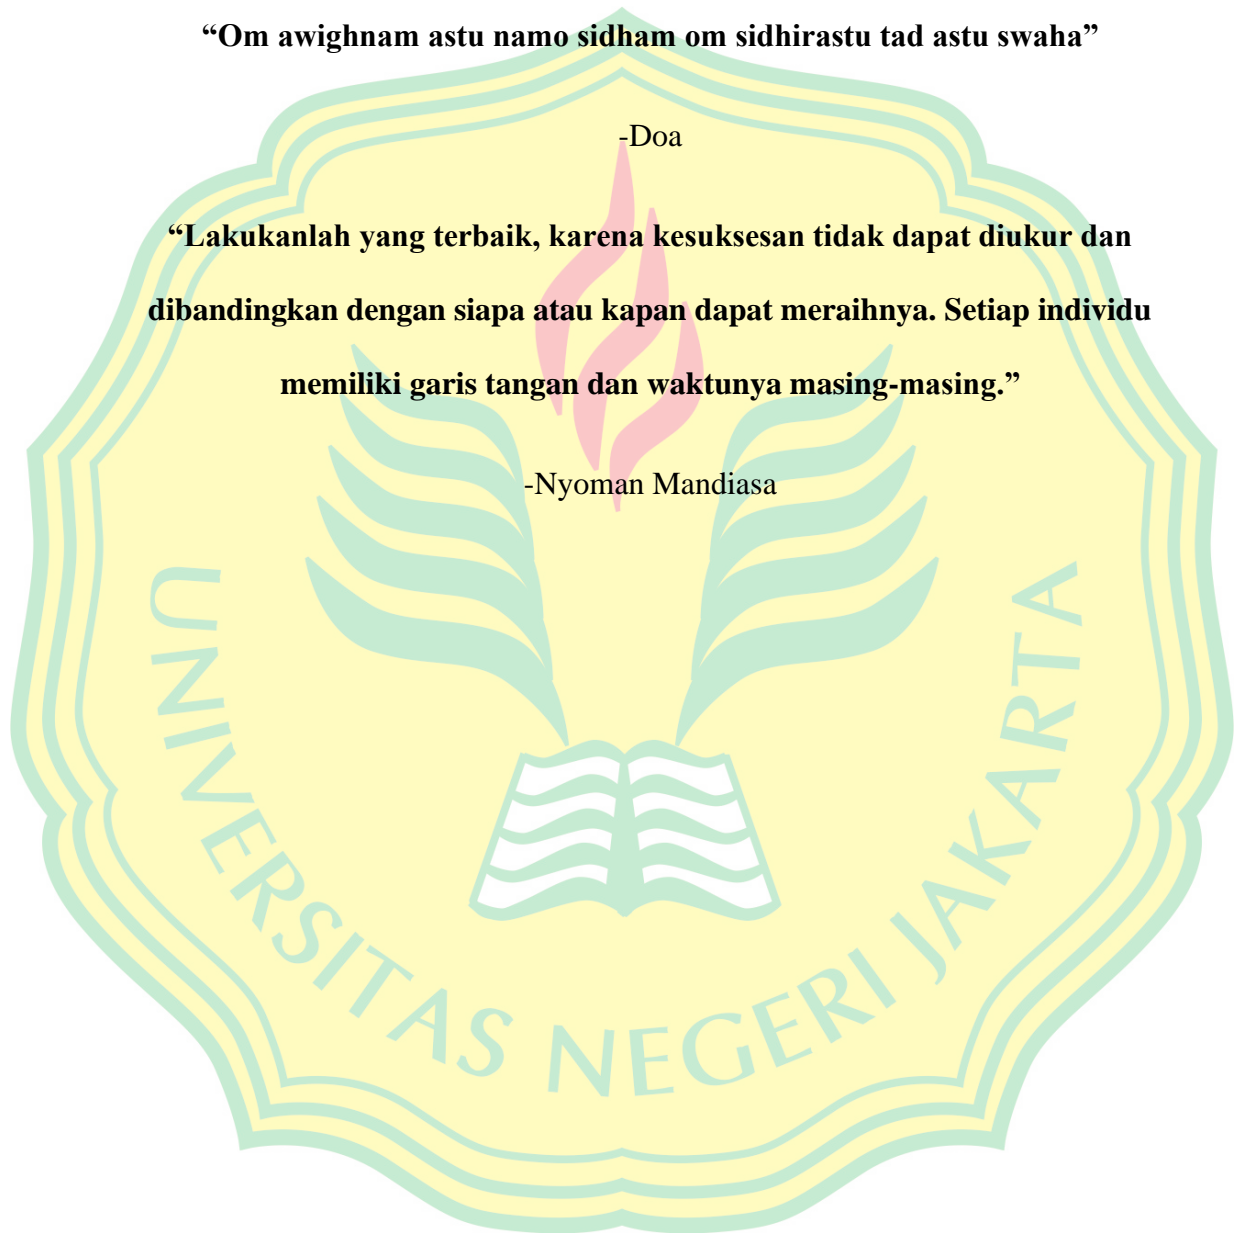 “Om awighnam astu namo sidham om sidhirastu tad astu swaha”
-Doa
“Lakukanlah yang terbaik, karena kesuksesan tidak dapat diukur dan
dibandingkan dengan siapa atau kapan dapat meraihnya. Setiap individu
memiliki garis tangan dan waktunya masing-masing.”
-Nyoman Mandiasa
UNIVERSITAS NEGERI JAKARTA